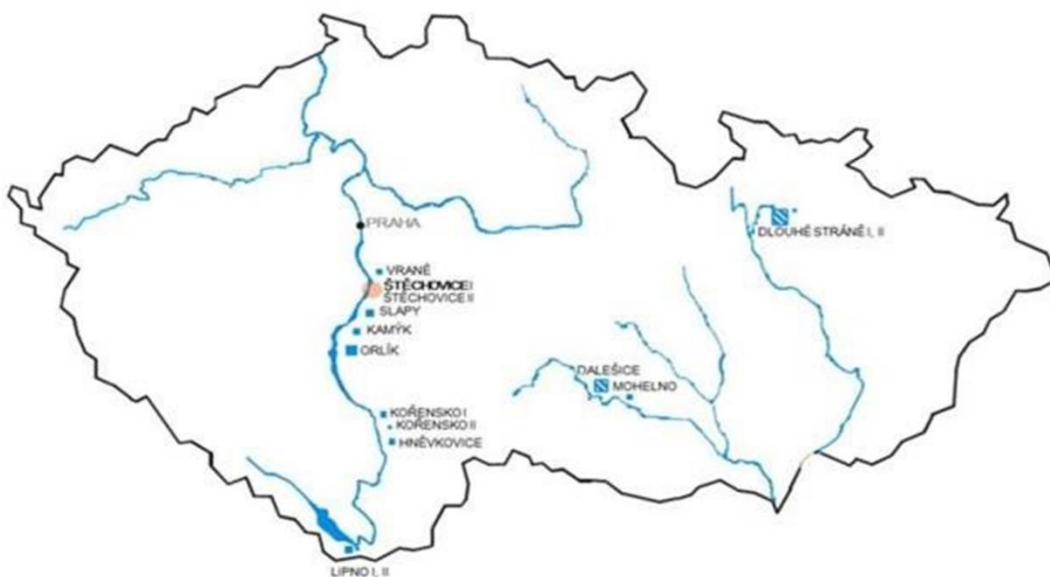 PRAHA
DLOUHÉ STRÁNĚ I, II
VRANÉ
ŠTĚCHOVICE I
ŠTĚCHOVICE II
SLAPY
KAMÝK
ORLÍK
DALEŠICE
MOHELNO
KOŘENSKO I
KOŘENSKO II
HNĚVKOVICE
LIPNO I, II